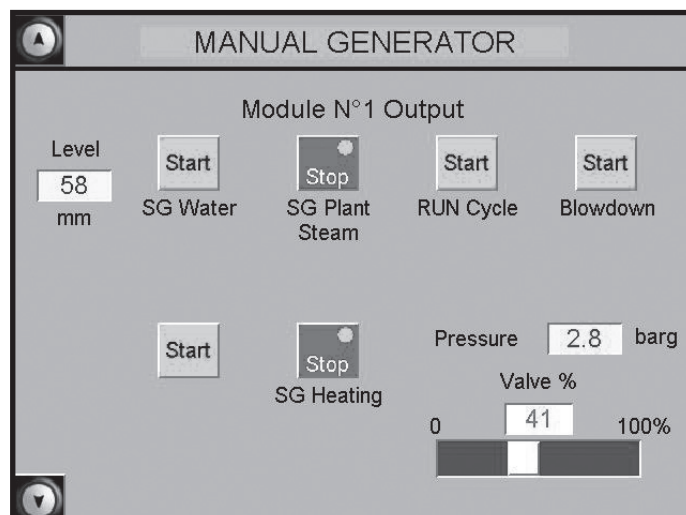 MANUAL GENERATOR
Module N°1 Output
Level
58
mm
Start
SG Water
Stop
SG Plant
Steam
Start
RUN Cycle
Start
Blowdown
Start
Stop
SG Heating
Pressure 2.8 barg
Valve %
0 41 100%